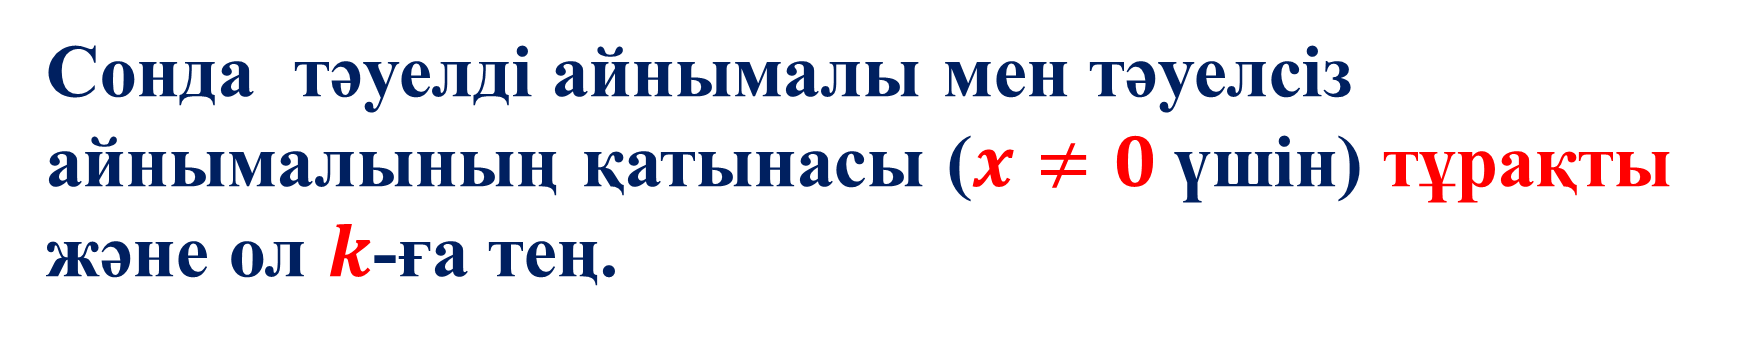 Сонда тәуелді айнымалы мен тәуелсіз
айнымалының қатынасы (x ≠ 0 үшін) тұрақты
және ол k-ға тең.